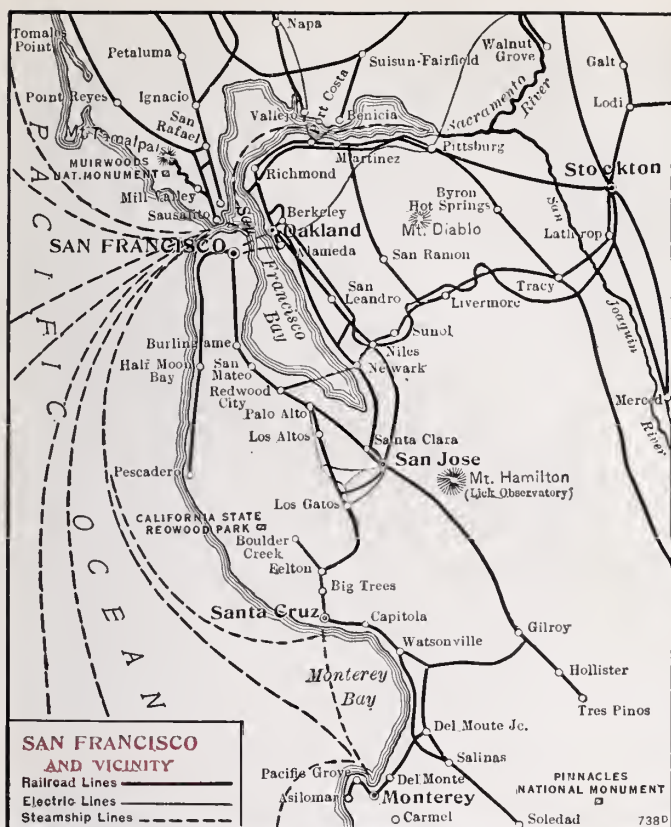 Tomales
Point
Petaluma
Napa
Suisun-Fairfield
Walnut
Grove
Galt
Lodi
Point Reyes
Ignacio
San
Rafael
Vallejo
Port Costa
Benicia
Sacramento
River
Mt. Tamalpais
MUIRWOODS
NAT. MONUMENT
Martinez
Pittsburg
Richmond
Stockton
Mill Valley
Sausalito
Berkeley
Oakland
Alameda
Byron
Hot Springs
Mt. Diablo
SAN FRANCISCO
San
Francisco
Bay
San Ramon
Lathrop
San
Joaquin
River
Tracy
San
Leandro
Livermore
Sunol
Niles
Newark
Burlingame
Half Moon
Bay
San
Mateo
Redwood
City
Palo Alto
Los Altos
Merced
Santa Clara
San Jose
Mt. Hamilton
(Lick Observatory)
Pescadero
Los Gatos
CALIFORNIA STATE
REDWOOD PARK
Boulder
Creek
Felton
Big Trees
Santa Cruz
Capitola
Watsonville
Gilroy
Hollister
Tres Pinos
Monterey
Bay
Del Moute Jc.
Salinas
Pacific Grove
Del Monte
Asilomar
Monterey
Carmel
Soledad
PINNACLES
NATIONAL MONUMENT
PACIFIC
OCEAN
SAN FRANCISCO
AND VICINITY
Railroad Lines
Electric Lines
Steamship Lines
738D